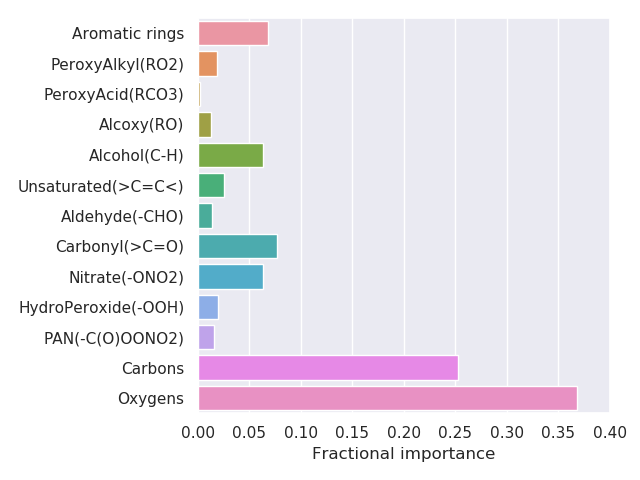 Aromatic rings
PeroxyAlkyl(RO2)
PeroxyAcid(RCO3)
Alcoxy(RO)
Alcohol(C-H)
Unsaturated(>C=C<)
Aldehyde(-CHO)
Carbonyl(>C=O)
Nitrate(-ONO2)
HydroPeroxide(-OOH)
PAN(-C(O)OONO2)
Carbons
Oxygens
0.00 0.05 0.10 0.15 0.20 0.25 0.30 0.35 0.40
Fractional importance